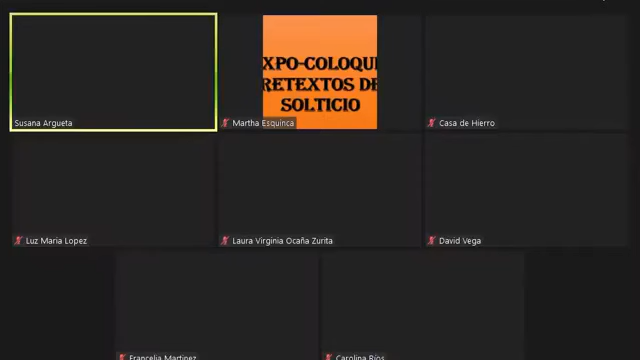 XPO-COLOQUI
RETEXTOS DE
SOLTICIO
Susana Argueta
Martha Esquinca
Casa de Hierro
Luz Maria Lopez
Laura Virginia Ocaña Zurita
David Vega
Francelia Martinez
Carolina Ríos